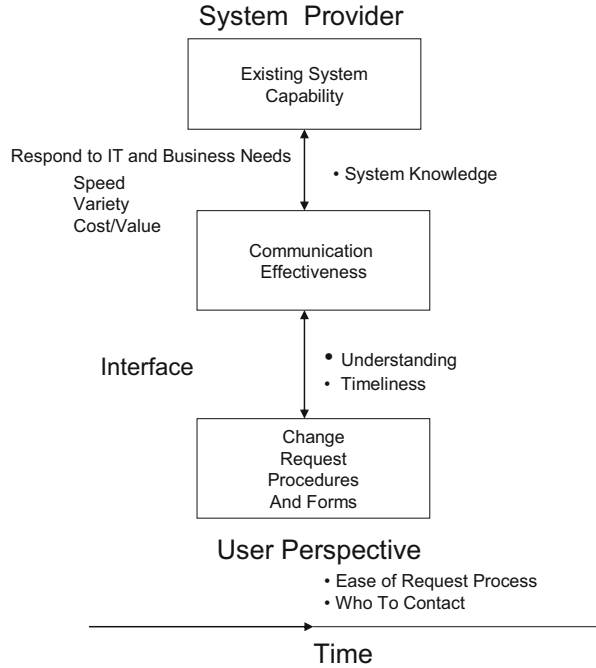 System Provider
Existing System
Capability
Respond to IT and Business Needs
Speed
Variety
Cost/Value
• System Knowledge
Communication
Effectiveness
Interface
• Understanding
• Timeliness
Change
Request
Procedures
And Forms
User Perspective
• Ease of Request Process
• Who To Contact
Time